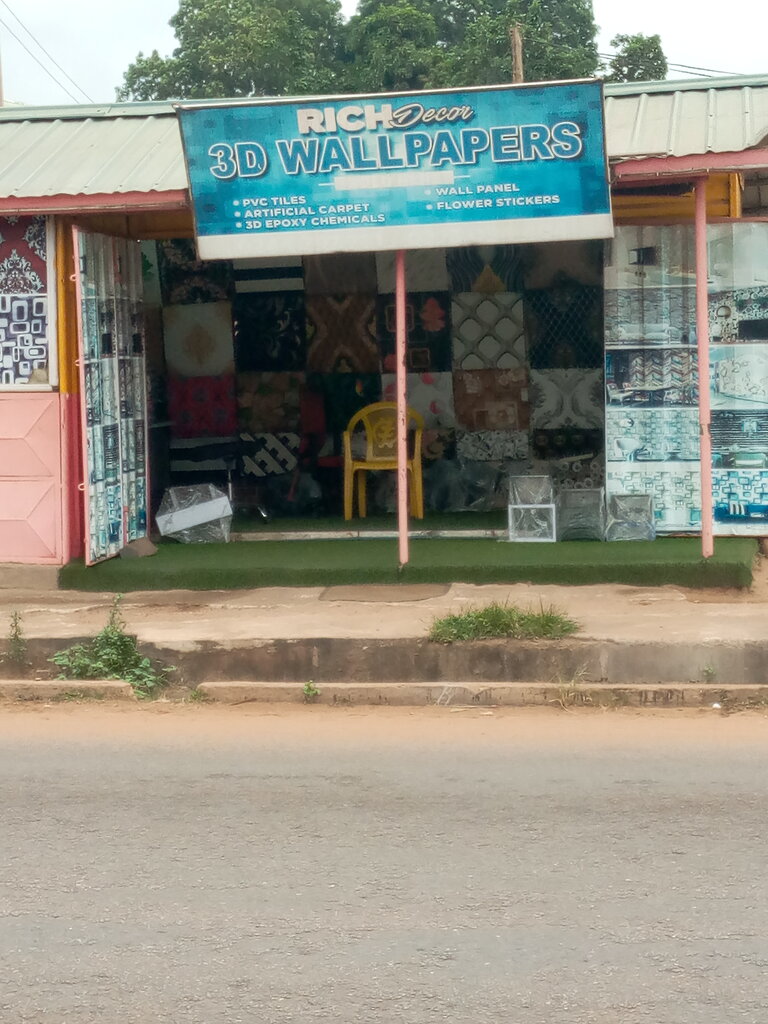 RICH Decor
3D WALLPAPERS
• PVC TILES
• ARTIFICIAL CARPET
• 3D EPOXY CHEMICALS
• WALL PANEL
• FLOWER STICKERS